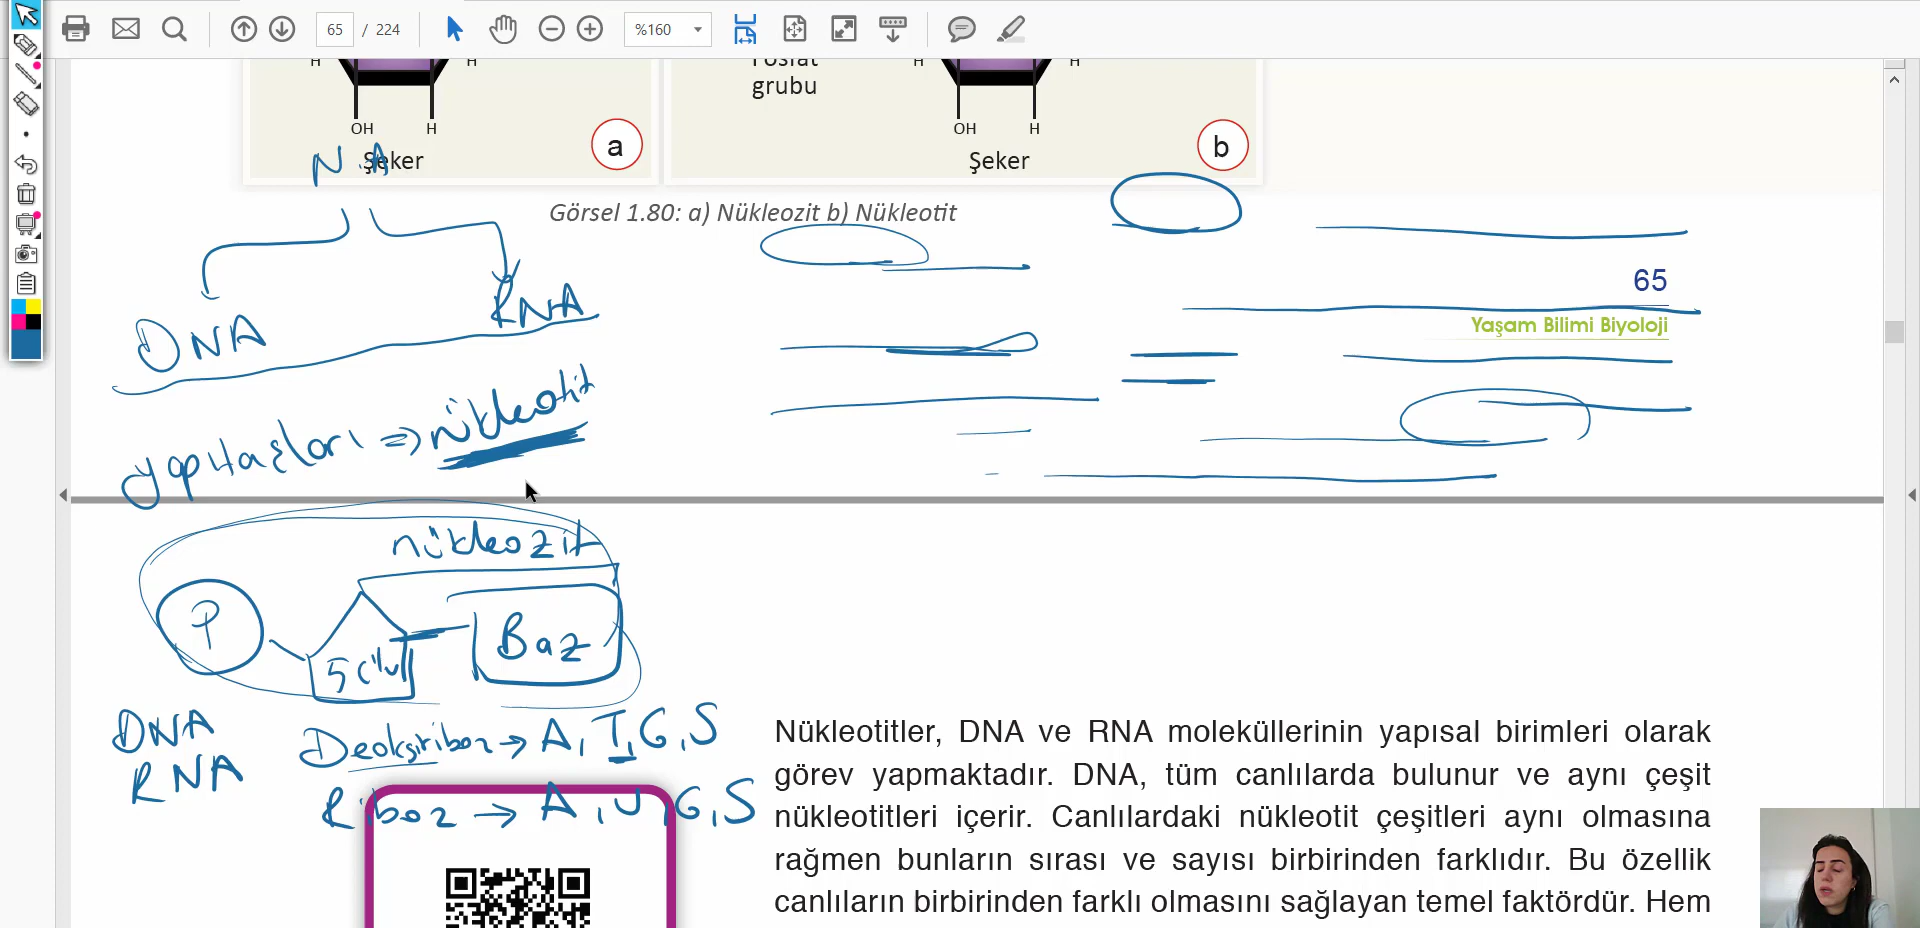 65 / 224
%160
H H
Fosfat
H H
grubu
OH H
OH H
a
b
N.A
Şeker
Şeker
Görsel 1.80: a) Nükleozit b) Nükleotit
65
RNA
Yaşam Bilimi Biyoloji
DNA
yapıtaşları => nükleotit
nükleozit
P
5C'lu
Baz
DNA Deoksiriboz → A, T, G, S
RNA
Riboz → A, U, G, S
Nükleotitler, DNA ve RNA moleküllerinin yapısal birimleri olarak
görev yapmaktadır. DNA, tüm canlılarda bulunur ve aynı çeşit
nükleotitleri içerir. Canlılardaki nükleotit çeşitleri aynı olmasına
rağmen bunların sırası ve sayısı birbirinden farklıdır. Bu özellik
canlıların birbirinden farklı olmasını sağlayan temel faktördür. Hem